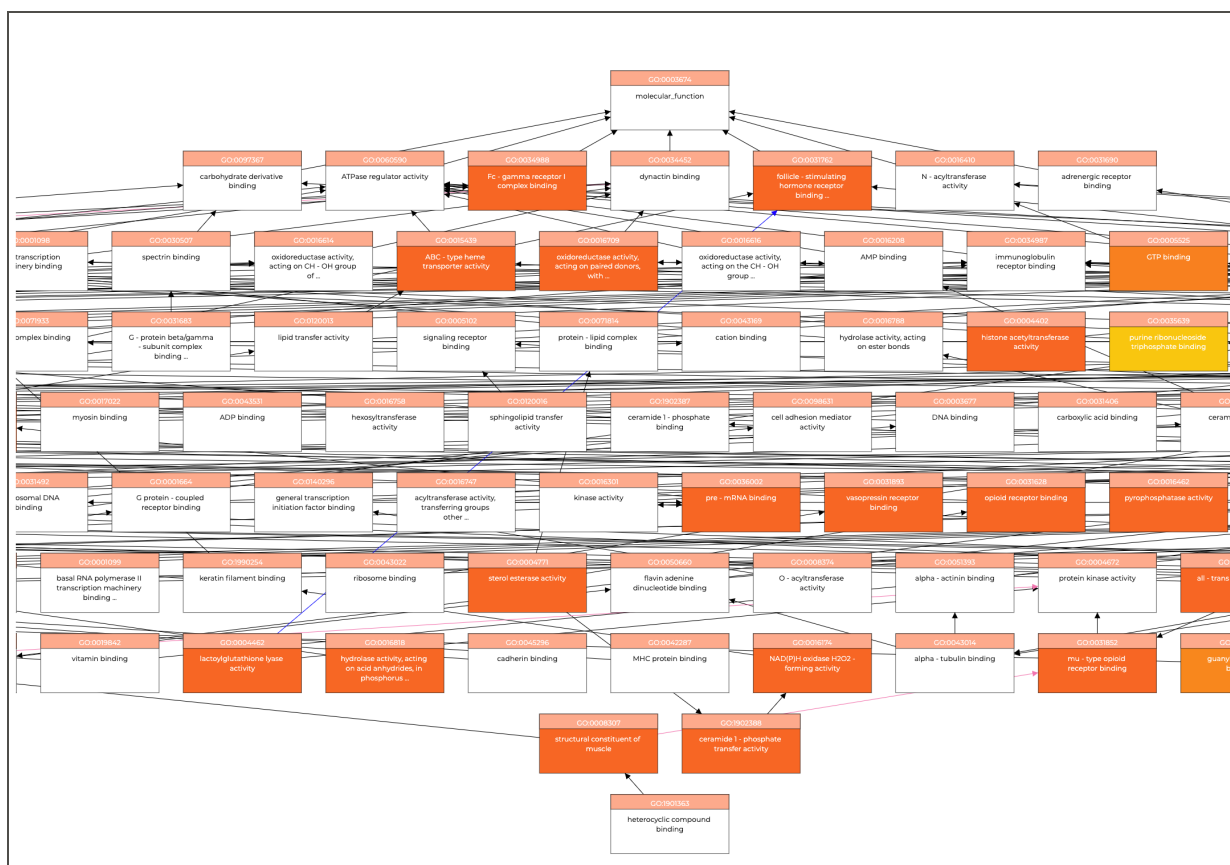 GO:0003674
molecular_function
GO:0097367
carbohydrate derivative
binding
GO:0060590
ATPase regulator activity
GO:0034988
Fc - gamma receptor I
complex binding
GO:0034452
dynactin binding
GO:0031762
follicle - stimulating
hormone receptor
binding ...
GO:0016410
N - acyltransferase
activity
GO:0031690
adrenergic receptor
binding
GO:0001098
transcription
binding
GO:0030507
spectrin binding
GO:0016614
oxidoreductase activity,
acting on CH - OH group
of ...
GO:0015439
ABC - type heme
transporter activity
GO:0016709
oxidoreductase activity,
acting on paired donors,
with ...
GO:0016616
oxidoreductase activity,
acting on the CH - OH
group ...
GO:0016208
AMP binding
GO:0034987
immunoglobulin
receptor binding
GO:0005525
GTP binding
GO:0071933
complex binding
GO:0031683
G - protein beta/gamma
- subunit complex
binding ...
GO:0120013
lipid transfer activity
GO:0005102
signaling receptor
binding
GO:0071814
protein - lipid complex
binding
GO:0043169
cation binding
GO:0016788
hydrolase activity, acting
on ester bonds
GO:0004402
histone acetyltransferase
activity
GO:0035639
purine ribonucleoside
triphosphate binding
GO:0017022
myosin binding
GO:0043531
ADP binding
GO:0016758
hexosyltransferase
activity
GO:0120016
sphingolipid transfer
activity
GO:1902387
ceramide 1 - phosphate
binding
GO:0098631
cell adhesion mediator
activity
GO:0003677
DNA binding
GO:0031406
carboxylic acid binding
GO:0031492
binding
GO:0001664
G protein - coupled
receptor binding
GO:0140296
general transcription
initiation factor binding
GO:0016747
acyltransferase activity,
transferring groups
other ...
GO:0016301
kinase activity
GO:0036002
pre - mRNA binding
GO:0031893
vasopressin receptor
binding
GO:0031628
opioid receptor binding
GO:0016462
pyrophosphatase activity
GO:0001099
basal RNA polymerase II
transcription machinery
binding ...
GO:1990254
keratin filament binding
GO:0043022
ribosome binding
GO:0004771
sterol esterase activity
GO:0050660
flavin adenine
dinucleotide binding
GO:0008374
O - acyltransferase
activity
GO:0051393
alpha - actinin binding
GO:0004672
protein kinase activity
all - trans
GO:0019842
vitamin binding
GO:0004462
lactoylglutathione lyase
activity
GO:0016818
hydrolase activity, acting
on acid anhydrides, in
phosphorus ...
GO:0045296
cadherin binding
GO:0042287
MHC protein binding
GO:0016174
NAD(P)H oxidase H2O2 -
forming activity
GO:0043014
alpha - tubulin binding
GO:0031852
mu - type opioid
receptor binding
GO:0008307
structural constituent of
muscle
GO:1902388
ceramide 1 - phosphate
transfer activity
GO:1901363
heterocyclic compound
binding